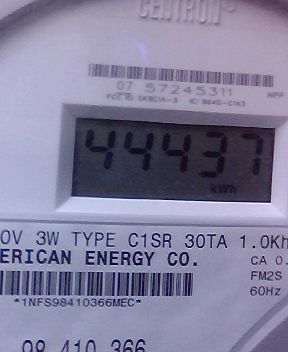 CENTRON
07 57245311
44437
kWh
0V 3W TYPE C1SR 30TA 1.0Kh
ERICAN ENERGY CO.
CA 0.
FM2S
*1NFS98410366MEC*
60Hz
98 410 366